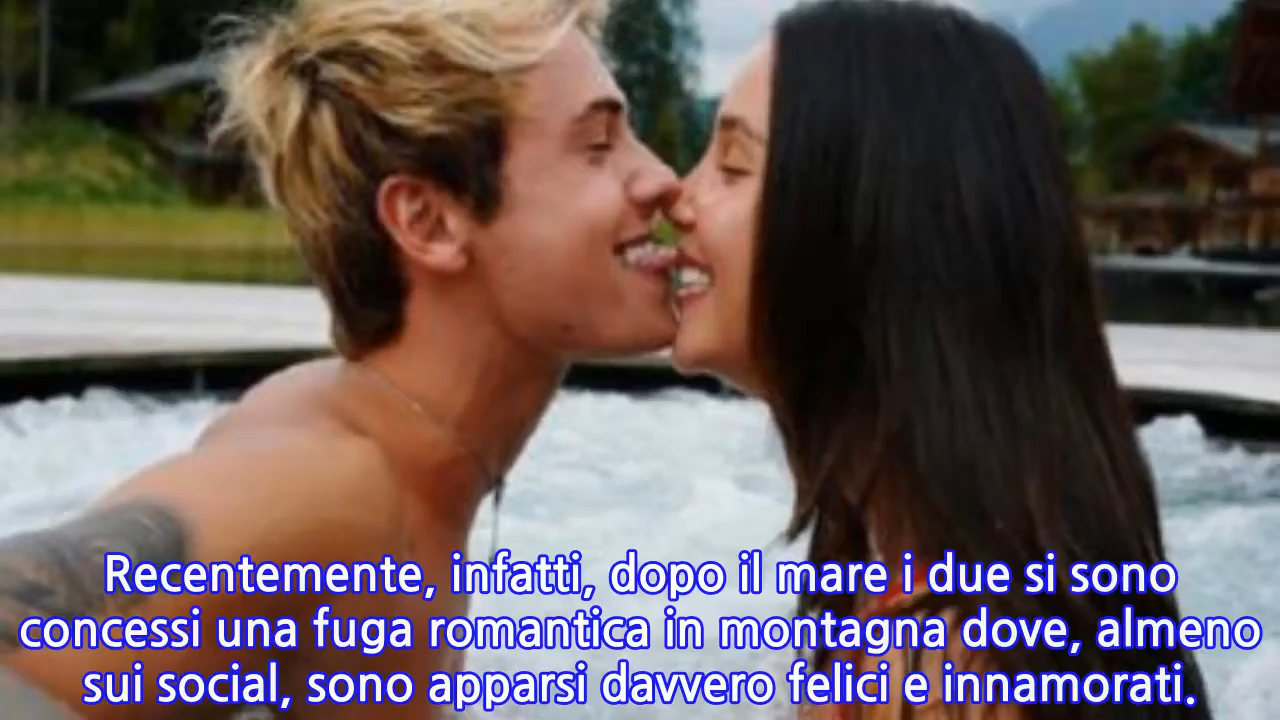 Recentemente, infatti, dopo il mare i due si sono
concessi una fuga romantica in montagna dove, almeno
sui social, sono apparsi davvero felici e innamorati.